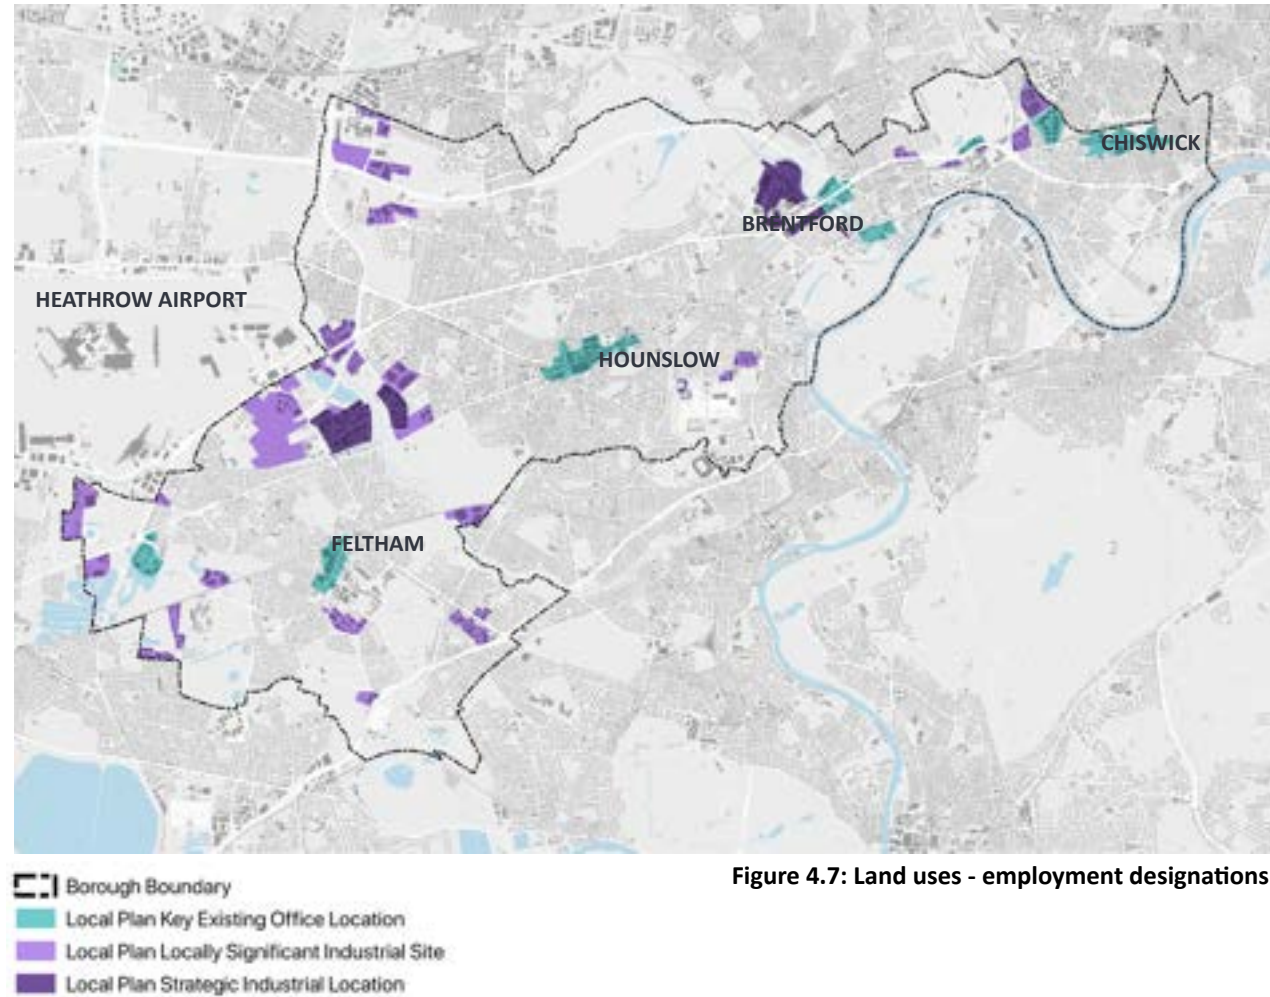 CHISWICK
BRENTFORD
HEATHROW AIRPORT
HOUNSLOW
FELTHAM
Figure 4.7: Land uses - employment designations
Borough Boundary
Local Plan Key Existing Office Location
Local Plan Locally Significant Industrial Site
Local Plan Strategic Industrial Location